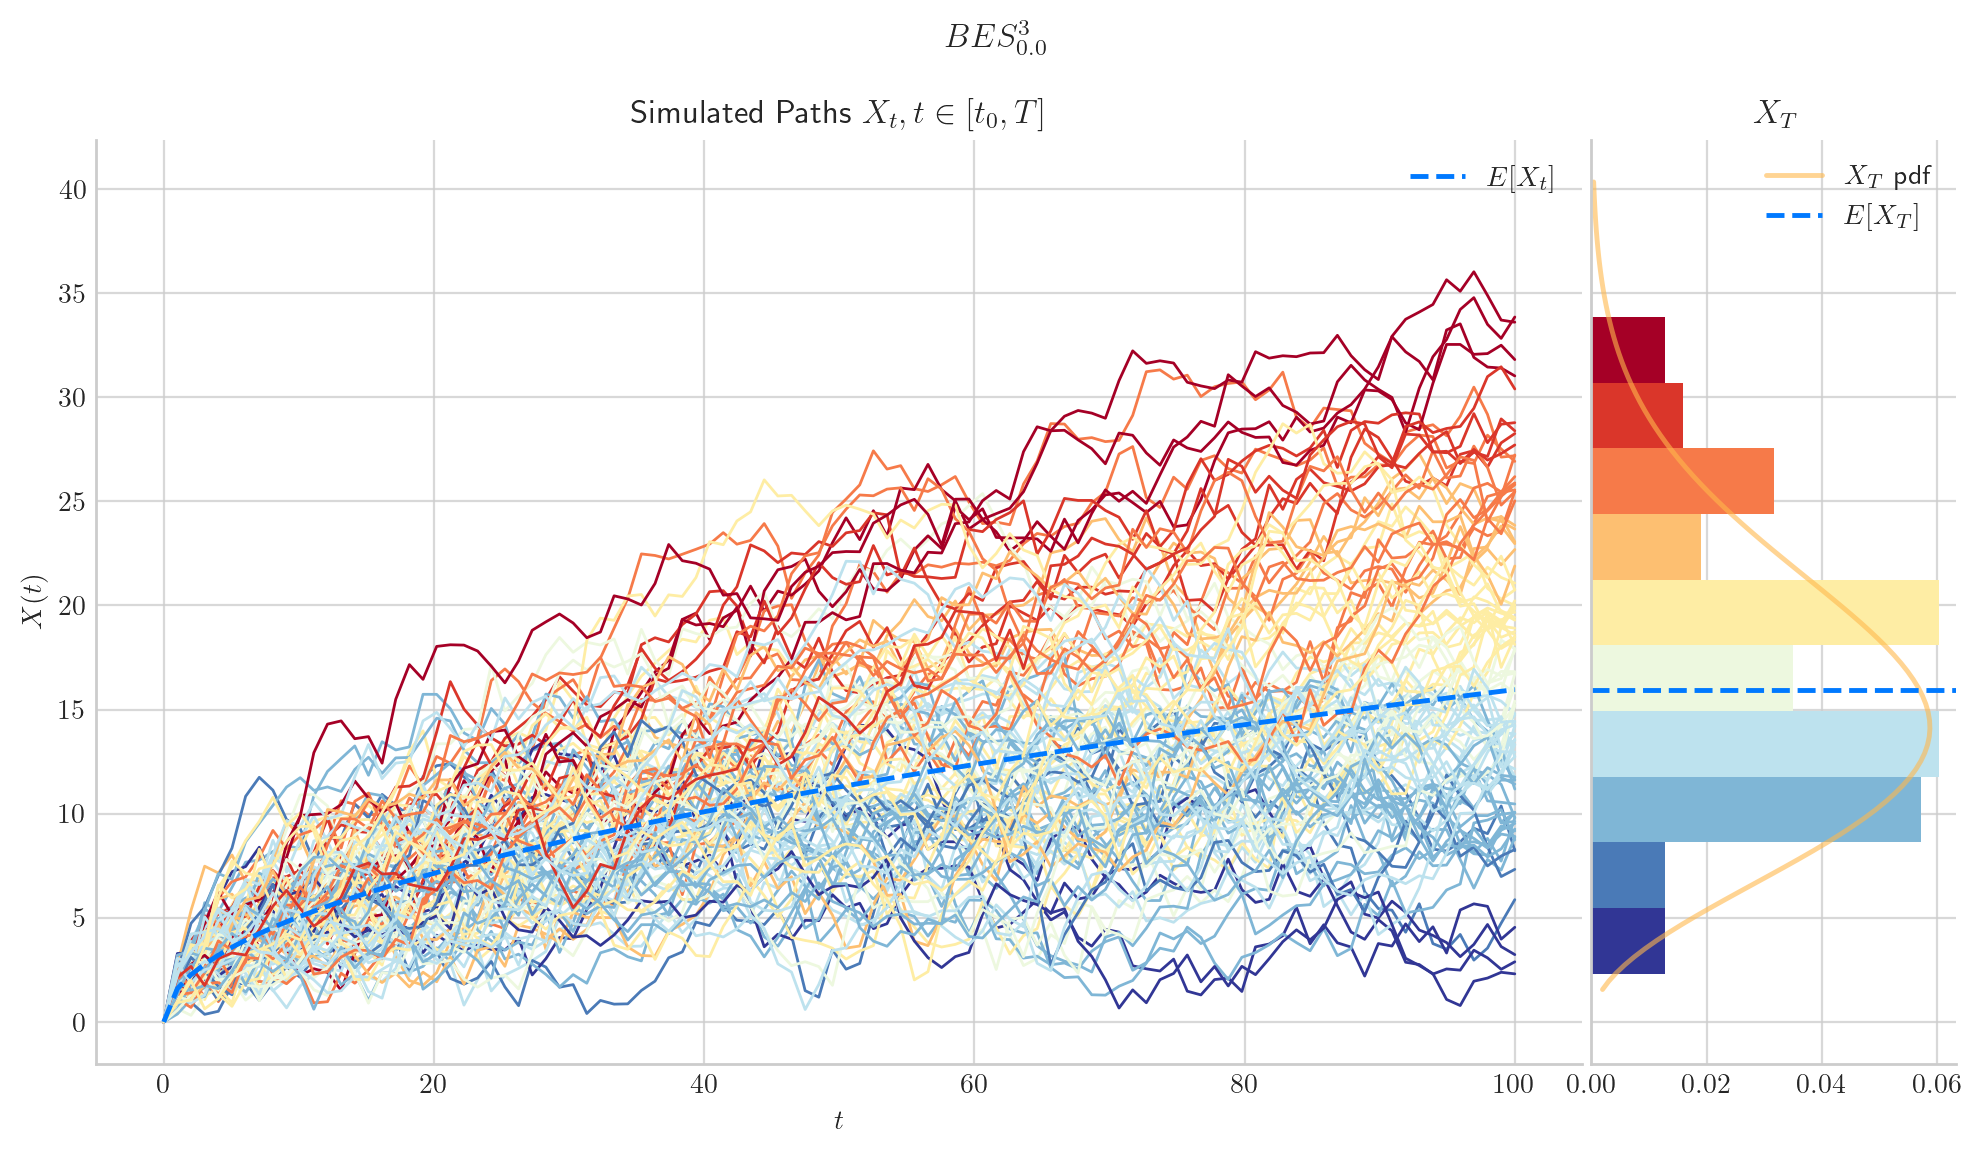 $BES^3_{0.0}$
Simulated Paths $X_t, t \in [t_0, T]$
$X_T$
$E[X_t]$
$X_T$ pdf
$E[X_T]$
$X(t)$
40
35
30
25
20
15
10
5
0
0 20 40 60 80 100
0.00 0.02 0.04 0.06
$t$